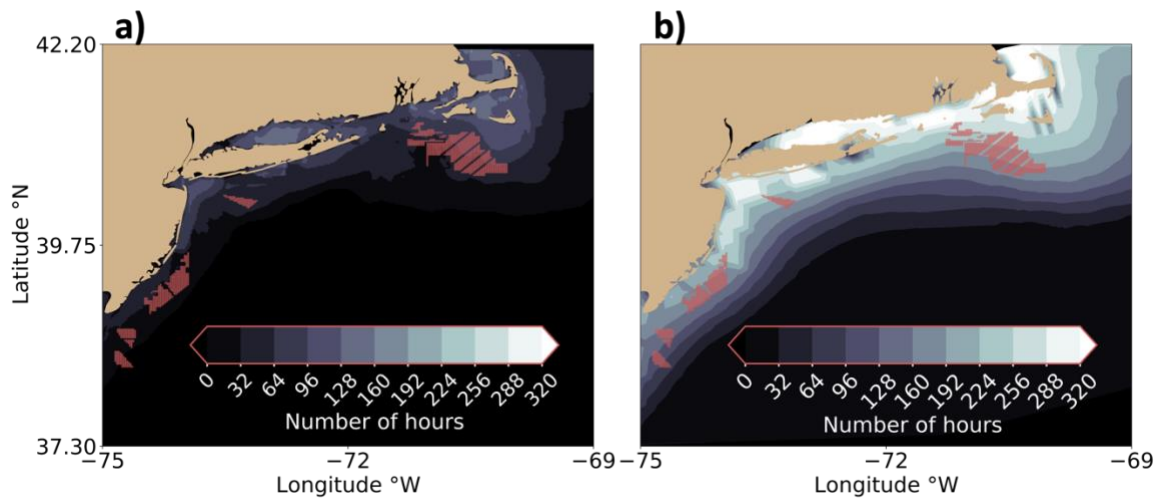 a)
b)
42.20
39.75
37.30
Latitude °N
0 32 64 96 128 160 192 224 256 288 320
Number of hours
0 32 64 96 128 160 192 224 256 288 320
Number of hours
−75 −72 −69
−75 −72 −69
Longitude °W
Longitude °W